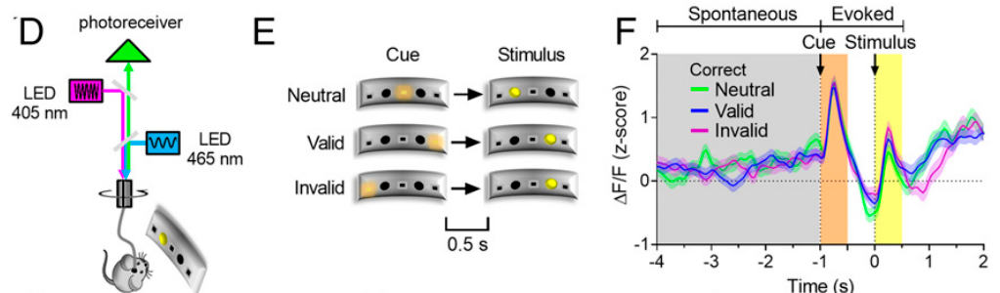 D
photoreceiver
LED
405 nm
LED
465 nm
E
Cue
Stimulus
Neutral
Valid
Invalid
0.5 s
F
Spontaneous
Evoked
Cue
Stimulus
Correct
Neutral
Valid
Invalid
ΔF/F (z-score)
2
1
0
-1
-4
-3
-2
-1
0
1
2
Time (s)